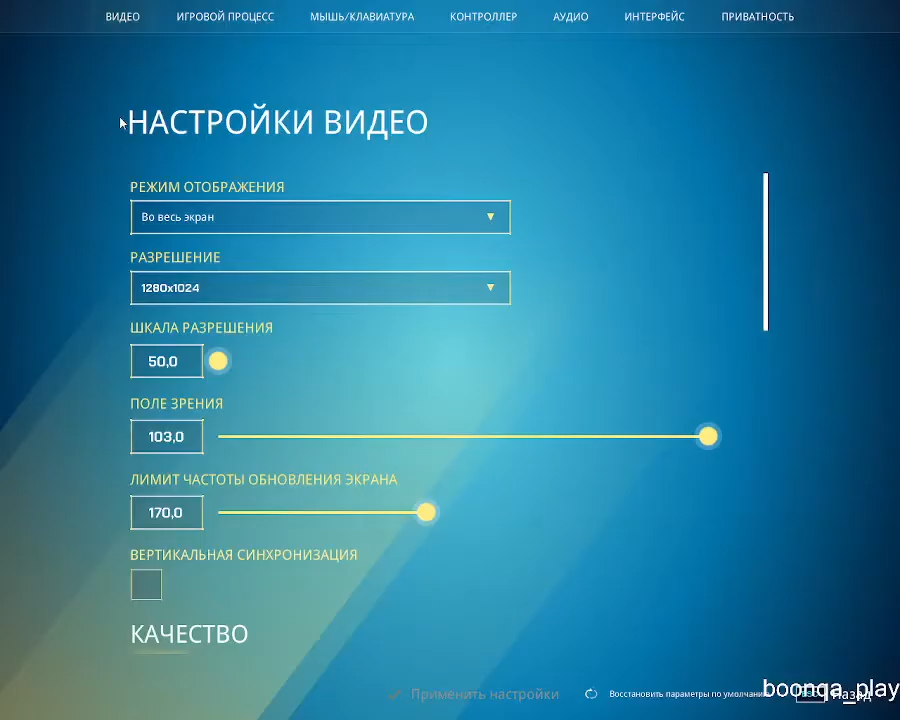 ВИДЕО ИГРОВОЙ ПРОЦЕСС МЫШЬ/КЛАВИАТУРА КОНТРОЛЛЕР АУДИО ИНТЕРФЕЙС ПРИВАТНОСТЬ
НАСТРОЙКИ ВИДЕО
РЕЖИМ ОТОБРАЖЕНИЯ
Во весь экран
РАЗРЕШЕНИЕ
1280x1024
ШКАЛА РАЗРЕШЕНИЯ
50,0
ПОЛЕ ЗРЕНИЯ
103,0
ЛИМИТ ЧАСТОТЫ ОБНОВЛЕНИЯ ЭКРАНА
170,0
ВЕРТИКАЛЬНАЯ СИНХРОНИЗАЦИЯ
КАЧЕСТВО
Применить настройки Восстановить параметры по умолчанию ESC Назад
boonqa_play